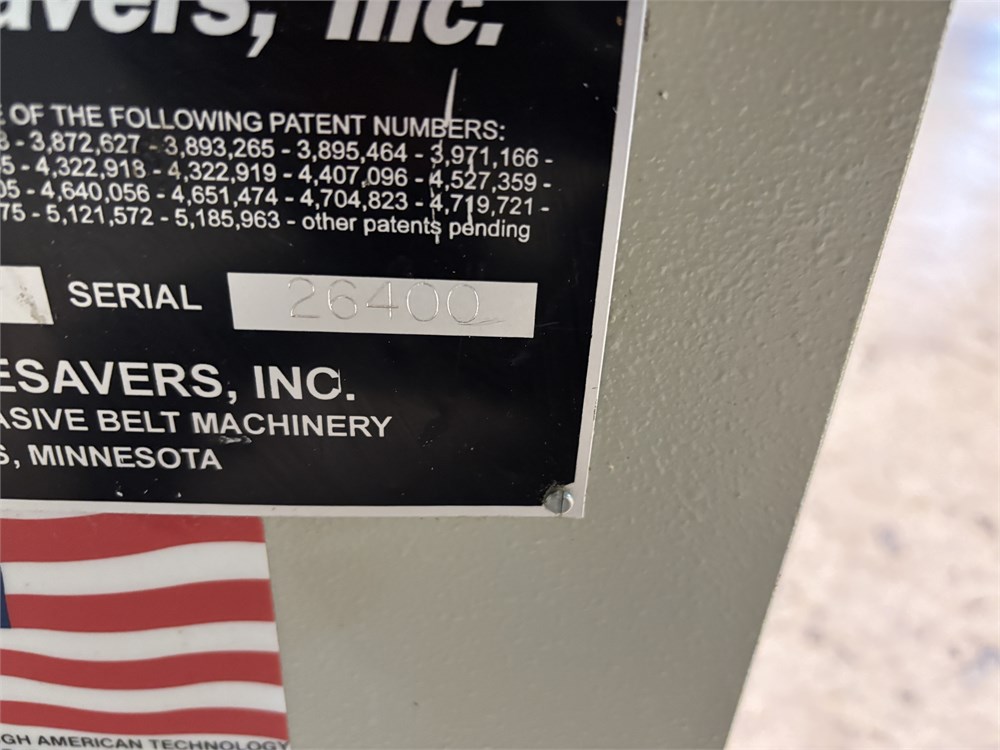 avers, Inc.
OF THE FOLLOWING PATENT NUMBERS:
- 3,872,627 - 3,893,265 - 3,895,464 - 3,971,166 -
5 - 4,322,918 - 4,322,919 - 4,407,096 - 4,527,359 -
05 - 4,640,056 - 4,651,474 - 4,704,823 - 4,719,721 -
75 - 5,121,572 - 5,185,963 - other patents pending
SERIAL 26400
ESAVERS, INC.
ASIVE BELT MACHINERY
S, MINNESOTA
GH AMERICAN TECHNOLOGY